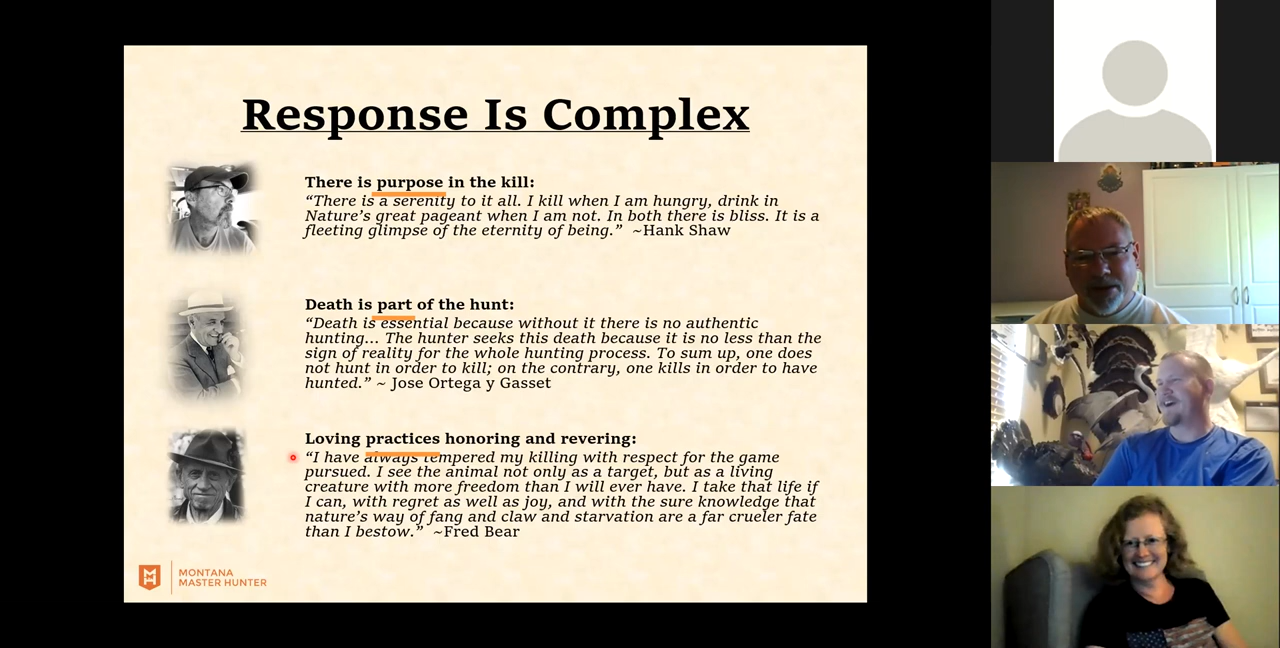 Response Is Complex
There is purpose in the kill:
“There is a serenity to it all. I kill when I am hungry, drink in
Nature’s great pageant when I am not. In both there is bliss. It is a
fleeting glimpse of the eternity of being.” ~Hank Shaw
Death is part of the hunt:
“Death is essential because without it there is no authentic
hunting... The hunter seeks this death because it is no less than the
sign of reality for the whole hunting process. To sum up, one does
not hunt in order to kill; on the contrary, one kills in order to have
hunted.” ~ Jose Ortega y Gasset
Loving practices honoring and revering:
“I have always tempered my killing with respect for the game
pursued. I see the animal not only as a target, but as a living
creature with more freedom than I will ever have. I take that life if
I can, with regret as well as joy, and with the sure knowledge that
nature’s way of fang and claw and starvation are a far crueler fate
than I bestow.” ~Fred Bear
MONTANA
MASTER HUNTER